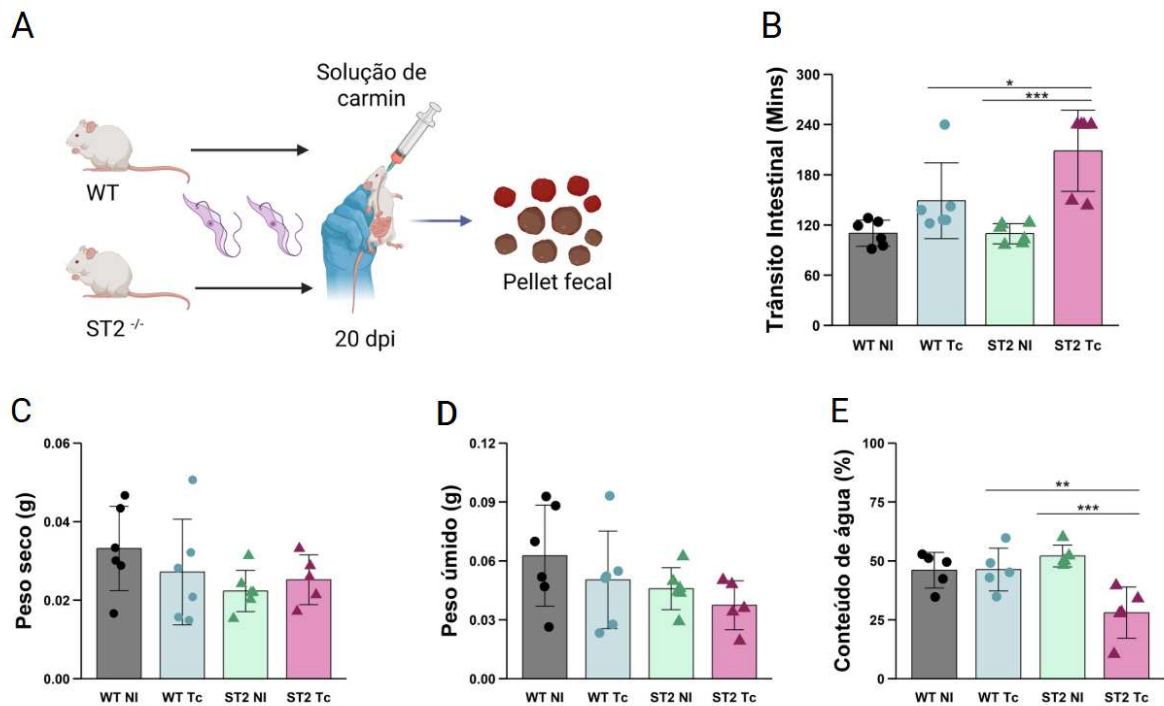 A
Solução de
carmin
WT
ST2 -/-
20 dpi
Pellet fecal
B
Trânsito Intestinal (Mins)
300
240
180
120
60
0
*
***
WT NI WT Tc ST2 NI ST2 Tc
C
Peso seco (g)
0.06
0.04
0.02
0.00
WT NI WT Tc ST2 NI ST2 Tc
D
Peso úmido (g)
0.12
0.09
0.06
0.03
0.00
WT NI WT Tc ST2 NI ST2 Tc
E
Conteúdo de água (%)
100
75
50
25
0
**
***
WT NI WT Tc ST2 NI ST2 Tc